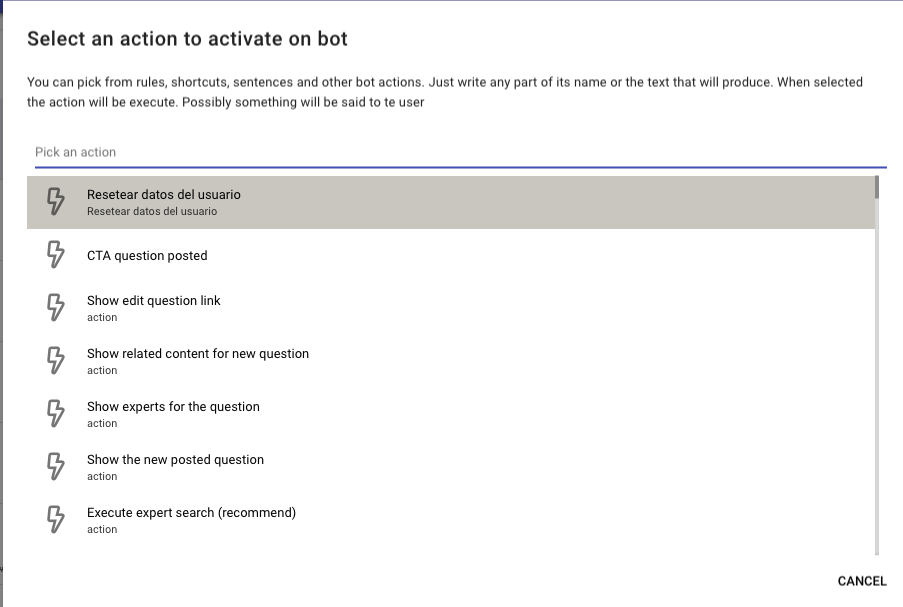 Select an action to activate on bot
You can pick from rules, shortcuts, sentences and other bot actions. Just write any part of its name or the text that will produce. When selected
the action will be execute. Possibly something will be said to te user
Pick an action
Resetear datos del usuario
Resetear datos del usuario
CTA question posted
Show edit question link
action
Show related content for new question
action
Show experts for the question
action
Show the new posted question
action
Execute expert search (recommend)
action
CANCEL